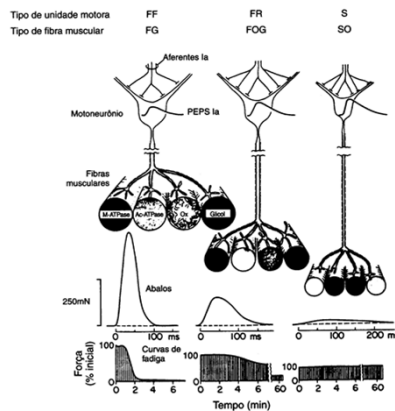 Tipo de unidade motora FF FR S
Tipo de fibra muscular FG FOG SO
Aferentes Ia
Motoneurônio PEPS Ia
Fibras musculares
M-ATPase Ac-ATPase Ox Glicol
250mN
Abalos
0 100 ms 0 100 ms 0 200 ms
Força (% inicial)
100 100 100
0 0 0
Curvas de fadiga
0 2 4 6 0 2 4 6 60 0 2 4 6 60
Tempo (min)